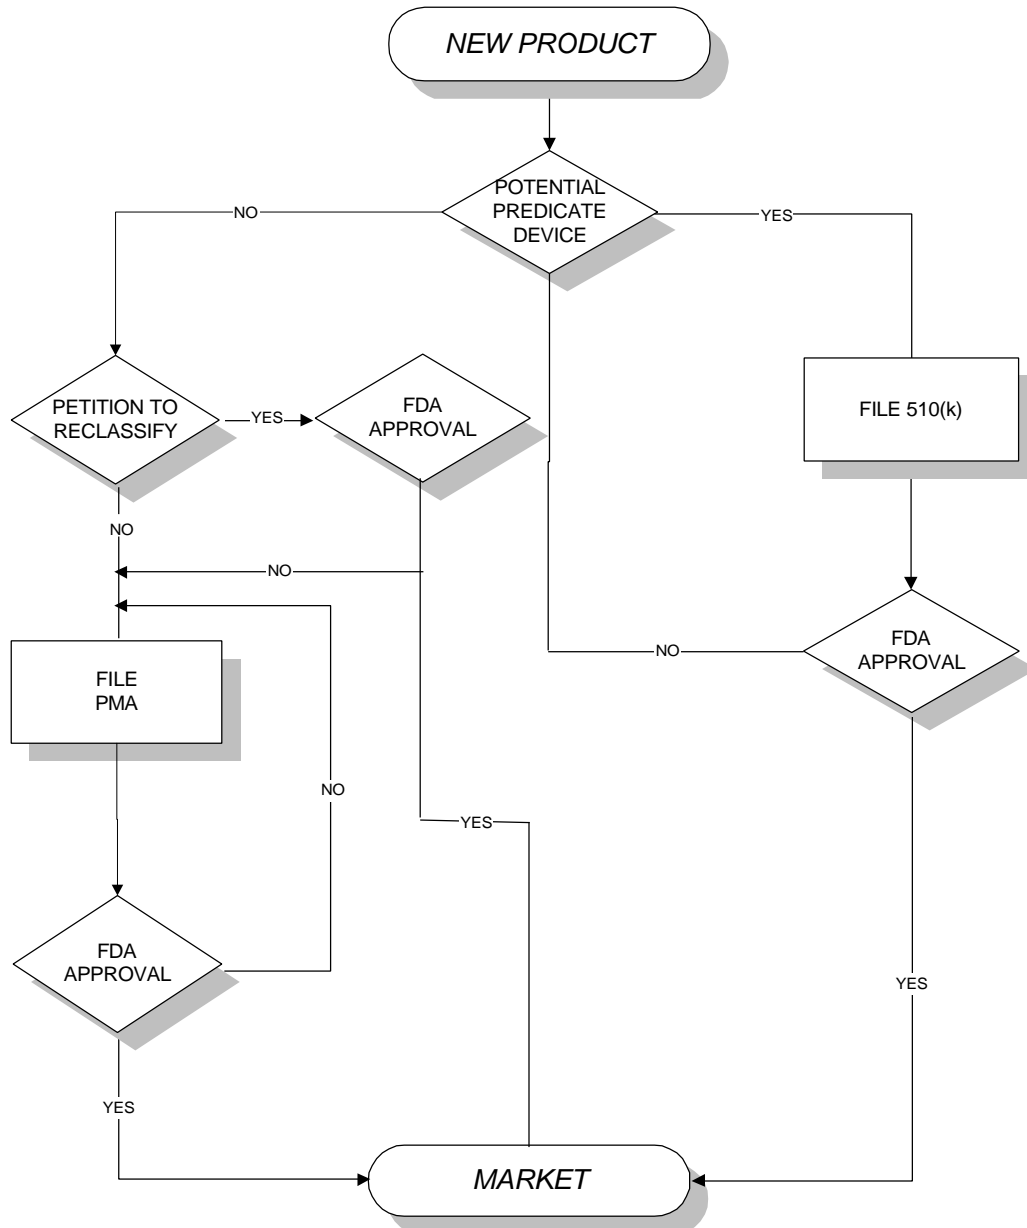 NEW PRODUCT
POTENTIAL
PREDICATE
DEVICE
NO
YES
PETITION TO
RECLASSIFY
YES
FDA
APPROVAL
FILE 510(k)
NO
NO
FDA
APPROVAL
NO
FILE
PMA
NO
YES
FDA
APPROVAL
YES
YES
MARKET